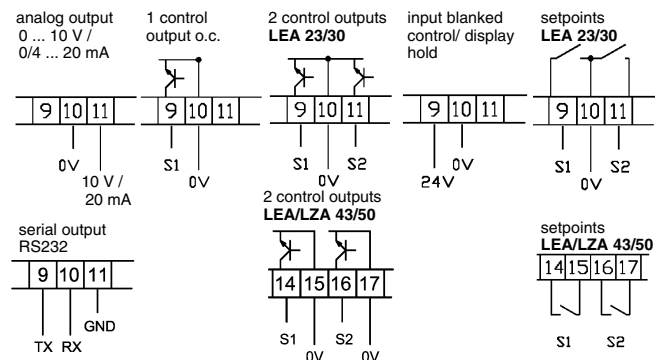 analog output
0 ... 10 V /
0/4 ... 20 mA
9 10 11
0V
10 V /
20 mA
1 control
output o.c.
9 10 11
S1
0V
2 control outputs
LEA 23/30
9 10 11
S1 S2
0V
input blanked
control/ display
hold
9 10 11
0V
24V
setpoints
LEA 23/30
9 10 11
S1 S2
0V
serial output
RS232
9 10 11
GND
TX RX
2 control outputs
LEA/LZA 43/50
14 15 16 17
S1 S2
0V 0V
setpoints
LEA/LZA 43/50
14 15 16 17
S1 S2